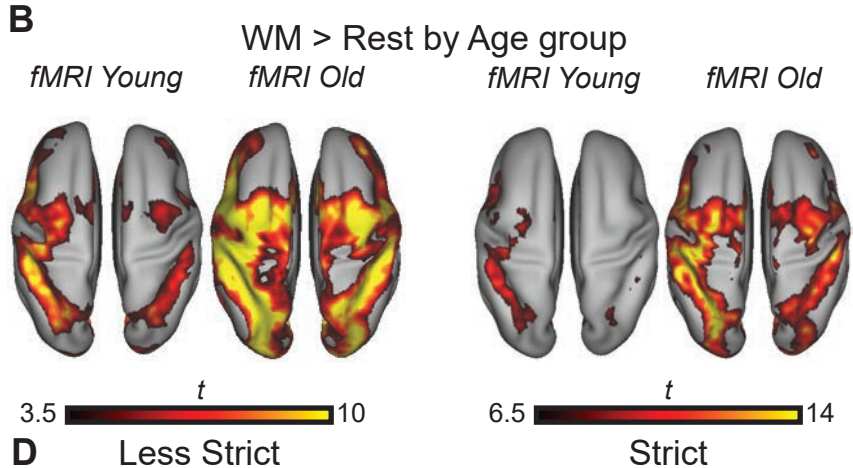 B
WM > Rest by Age group
fMRI Young
fMRI Old
fMRI Young
fMRI Old
t
3.5
10
t
6.5
14
D
Less Strict
Strict